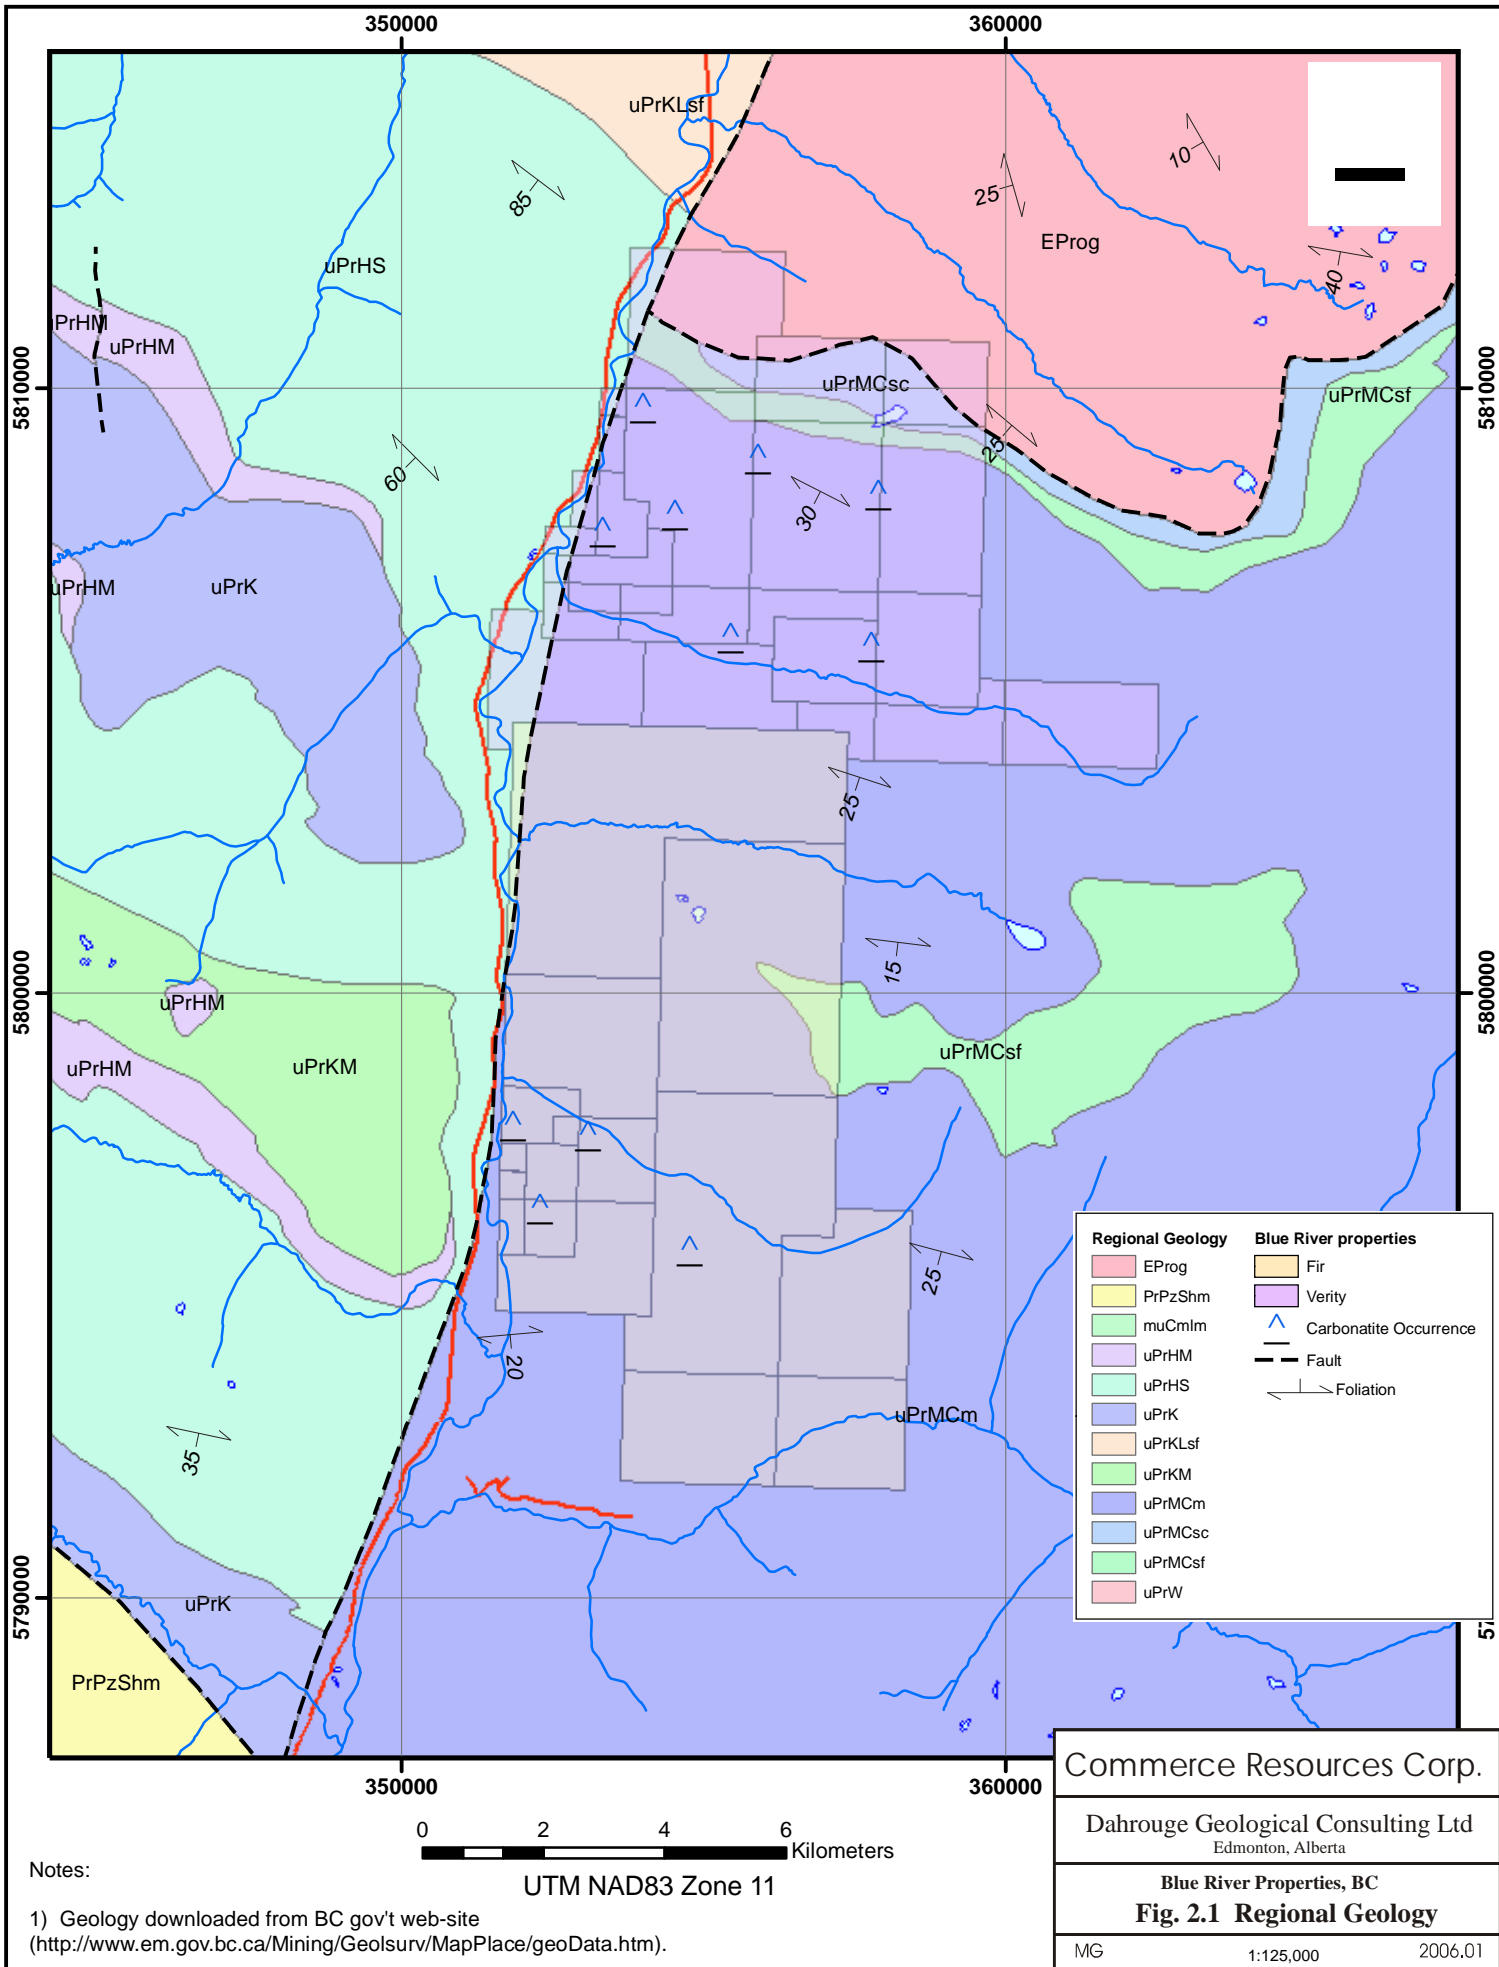 350000
360000
uPrKLsf
10
85
25
EProg
uPrHS
40
uPrHM
uPrHM
5810000
uPrMCsc
uPrMCsf
5810000
25
60
30
uPrHM
uPrK
25
15
5800000
uPrHM
5800000
uPrMCsf
uPrHM
uPrKM
25
20
uPrMCm
35
5790000
uPrK
PrPzShm
Regional Geology
EProg
PrPzShm
muCmlm
uPrHM
uPrHS
uPrK
uPrKLsf
uPrKM
uPrMCm
uPrMCsc
uPrMCsf
uPrW
Blue River properties
Fir
Verity
Carbonatite Occurrence
Fault
Foliation
57
350000
360000
0 2 4 6
Kilometers
UTM NAD83 Zone 11
Notes:
1) Geology downloaded from BC gov't web-site
(http://www.em.gov.bc.ca/Mining/Geolsurv/MapPlace/geoData.htm).
Commerce Resources Corp.
Dahrouge Geological Consulting Ltd
Edmonton, Alberta
Blue River Properties, BC
Fig. 2.1 Regional Geology
MG 1:125,000 2006.01